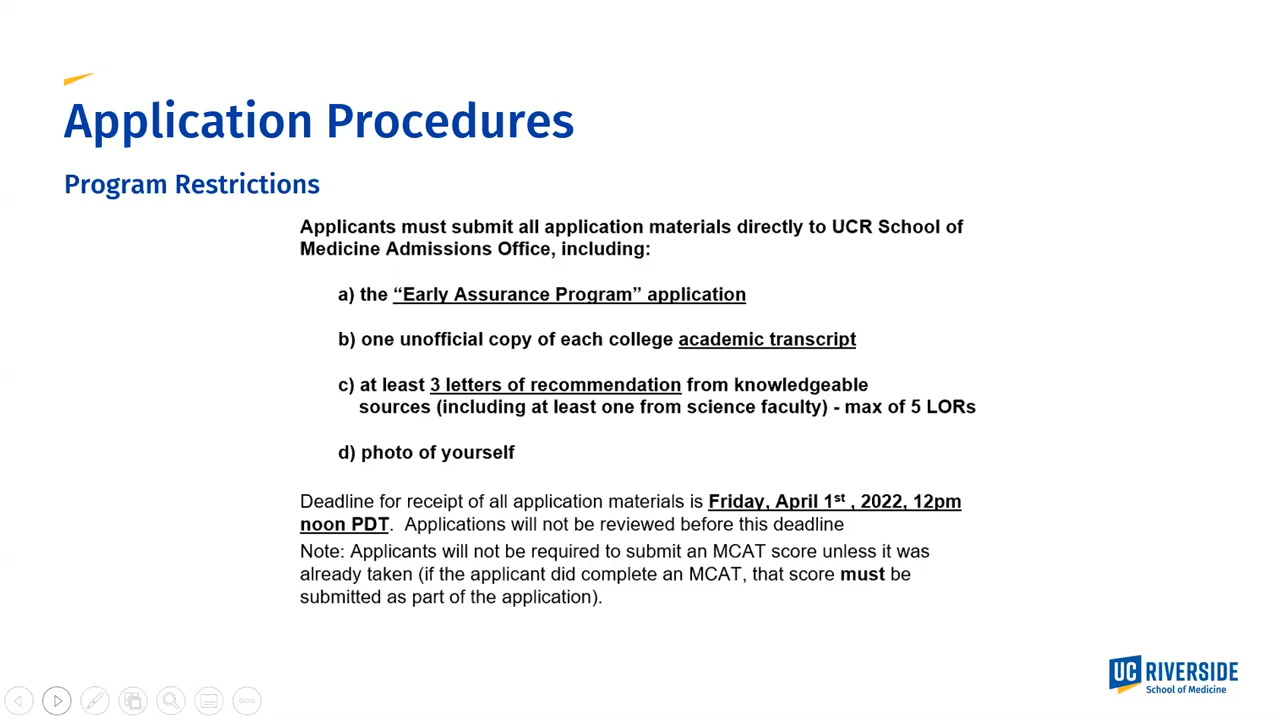 Application Procedures
Program Restrictions
Applicants must submit all application materials directly to UCR School of
Medicine Admissions Office, including:
a) the “Early Assurance Program” application
b) one unofficial copy of each college academic transcript
c) at least 3 letters of recommendation from knowledgeable
sources (including at least one from science faculty) - max of 5 LORs
d) photo of yourself
Deadline for receipt of all application materials is Friday, April 1st , 2022, 12pm
noon PDT. Applications will not be reviewed before this deadline
Note: Applicants will not be required to submit an MCAT score unless it was
already taken (if the applicant did complete an MCAT, that score must be
submitted as part of the application).
UC RIVERSIDE
School of Medicine